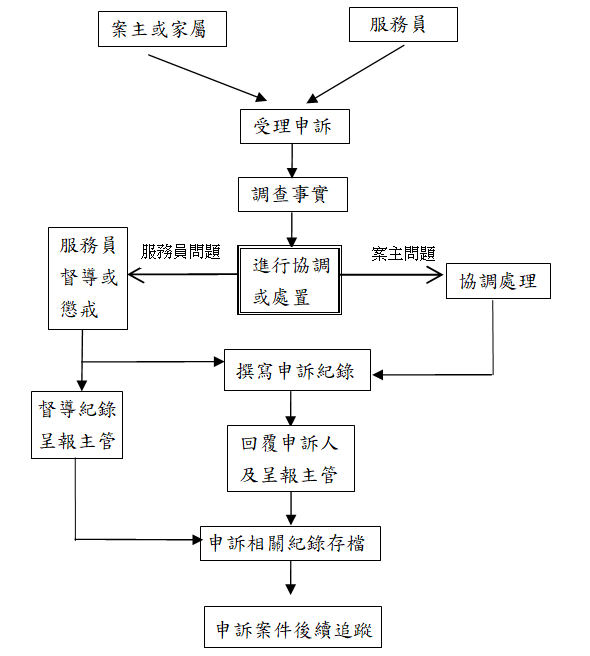 案主或家屬
服務員
受理申訴
調查事實
服務員
督導或
懲戒
服務員問題
進行協調
或處置
案主問題
協調處理
撰寫申訴紀錄
督導紀錄
呈報主管
回覆申訴人
及呈報主管
申訴相關紀錄存檔
申訴案件後續追蹤